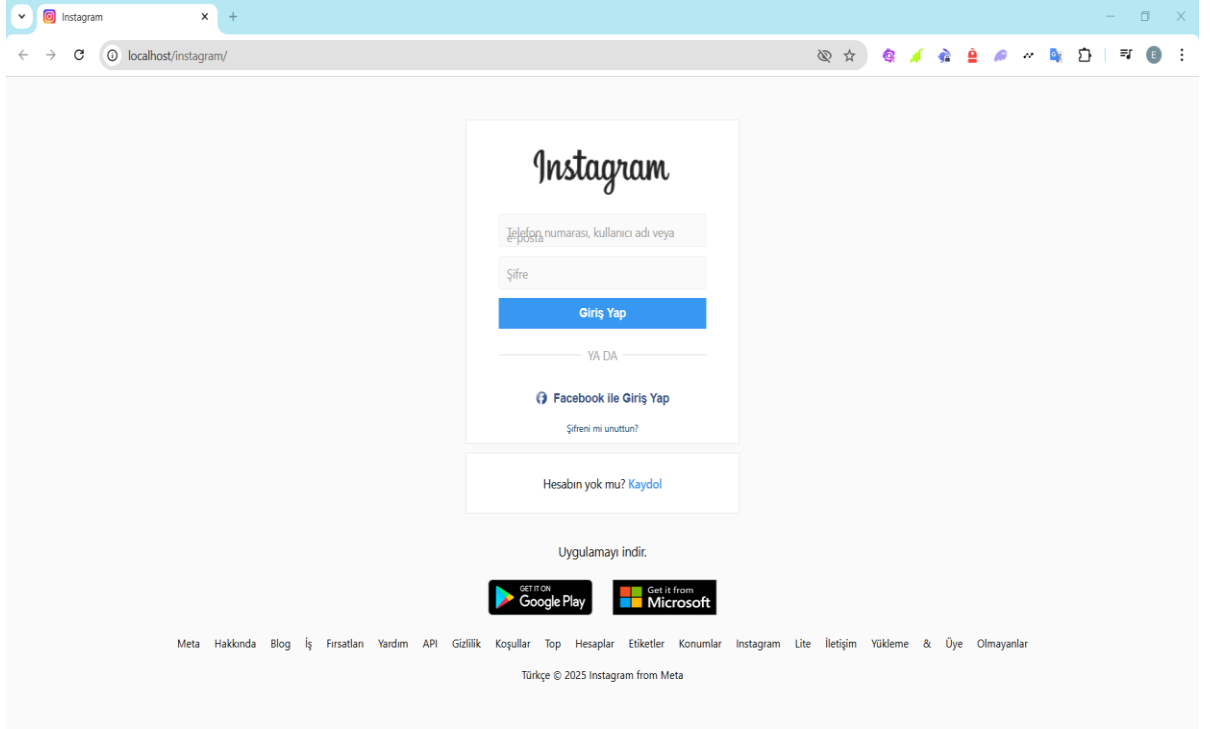 Instagram
localhost/instagram/
E
Instagram
Telefon numarası, kullanıcı adı veya
e-posta
Şifre
Giriş Yap
YA DA
Facebook ile Giriş Yap
Şifreni mi unuttun?
Hesabın yok mu? Kaydol
Uygulamayı indir.
GET IT ON
Google Play
Get it from
Microsoft
Meta Hakkında Blog İş Fırsatları Yardım API Gizlilik Koşullar Top Hesaplar Etiketler Konumlar Instagram Lite İletişim Yükleme & Üye Olmayanlar
Türkçe © 2025 Instagram from Meta